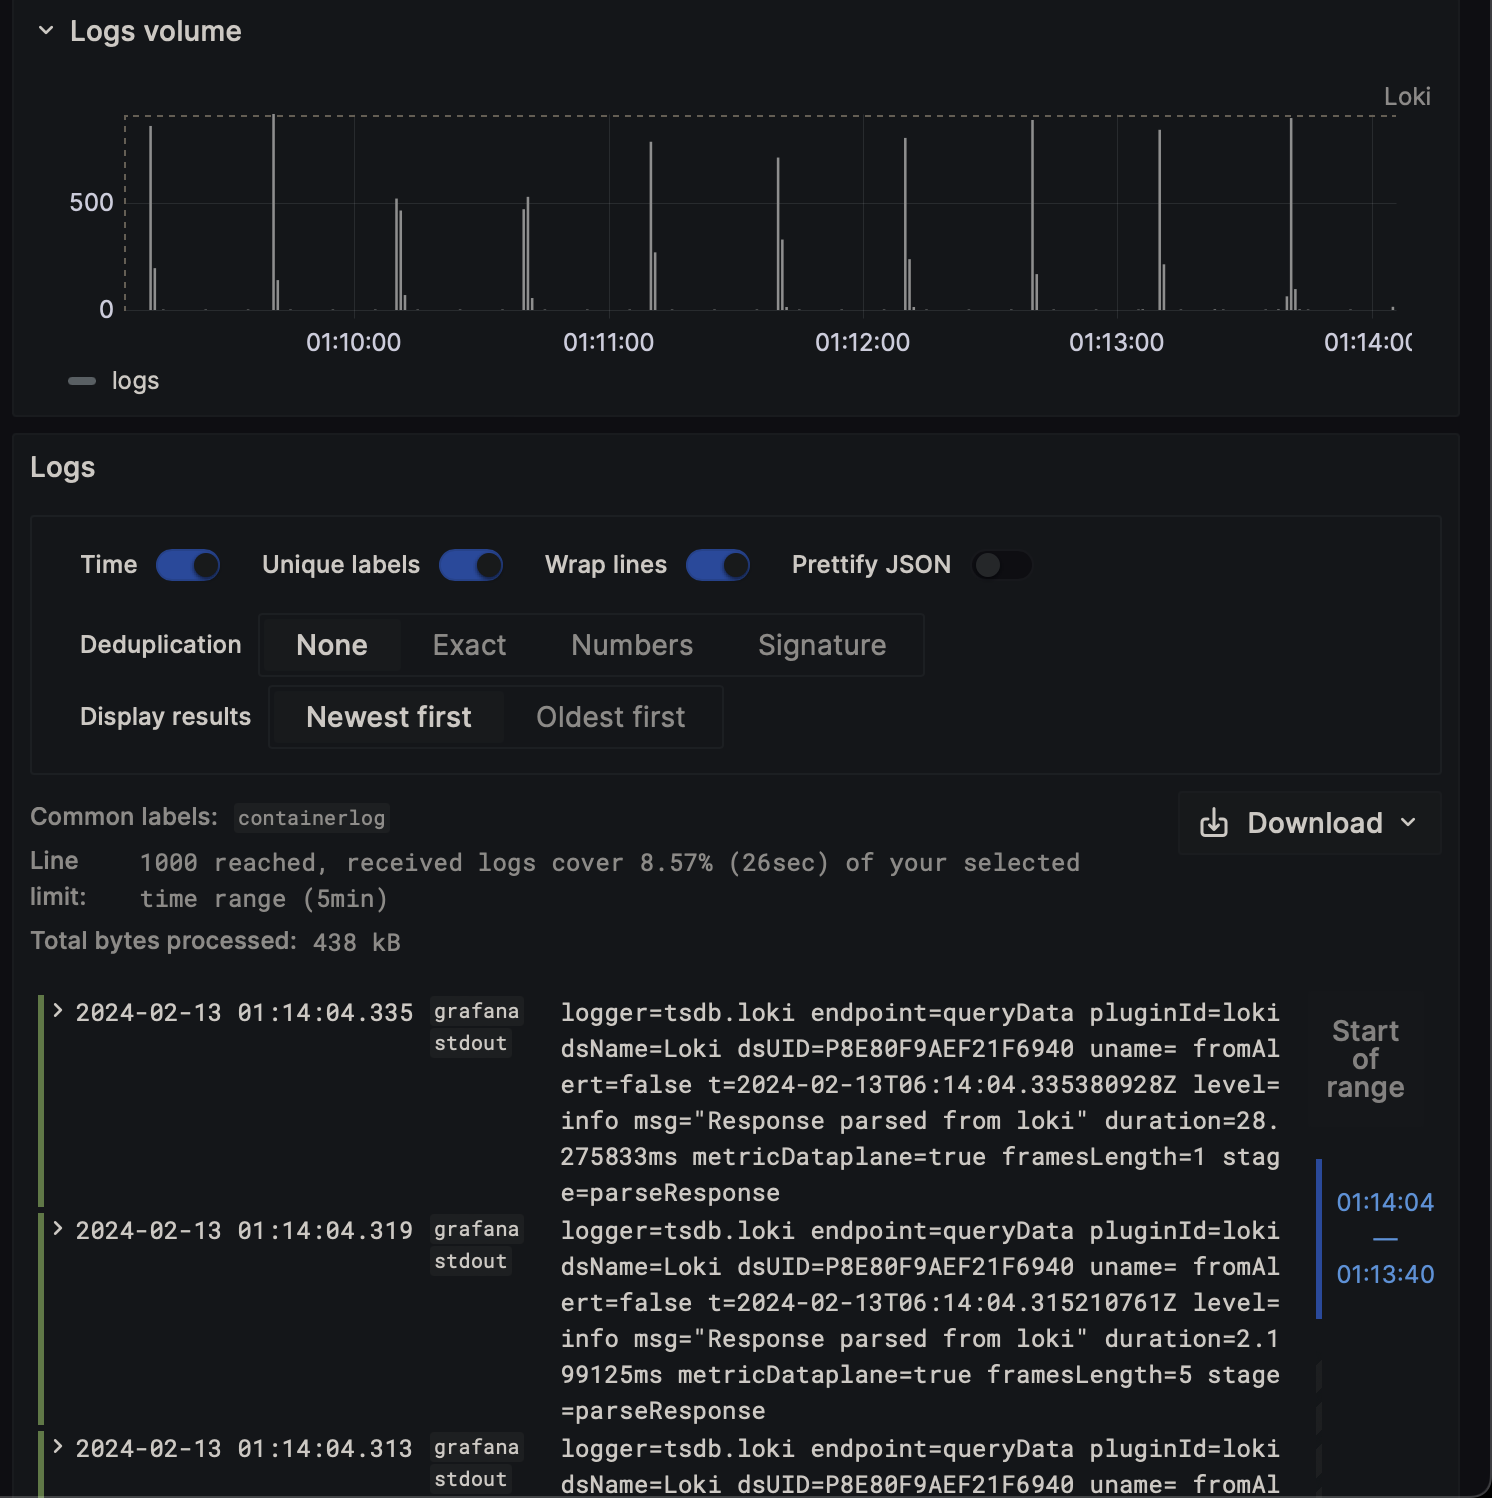 Logs volume
Loki
500
0
01:10:00 01:11:00 01:12:00 01:13:00 01:14:0
logs
Logs
Time Unique labels Wrap lines Prettify JSON
Deduplication None Exact Numbers Signature
Display results Newest first Oldest first
Common labels: containerlog
Download
Line limit: 1000 reached, received logs cover 8.57% (26sec) of your selected
time range (5min)
Total bytes processed: 438 kB
2024-02-13 01:14:04.335 grafana stdout
logger=tsdb.loki endpoint=queryData pluginId=loki
dsName=Loki dsUID=P8E80F9AEF21F6940 uname= fromAl
ert=false t=2024-02-13T06:14:04.335380928Z level=
info msg="Response parsed from loki" duration=28.
275833ms metricDataplane=true framesLength=1 stag
e=parseResponse
2024-02-13 01:14:04.319 grafana stdout
logger=tsdb.loki endpoint=queryData pluginId=loki
dsName=Loki dsUID=P8E80F9AEF21F6940 uname= fromAl
ert=false t=2024-02-13T06:14:04.315210761Z level=
info msg="Response parsed from loki" duration=2.1
99125ms metricDataplane=true framesLength=5 stage
=parseResponse
2024-02-13 01:14:04.313 grafana stdout
logger=tsdb.loki endpoint=queryData pluginId=loki
dsName=Loki dsUID=P8E80F9AEF21F6940 uname= fromAl
Start
of
range
01:14:04
—
01:13:40